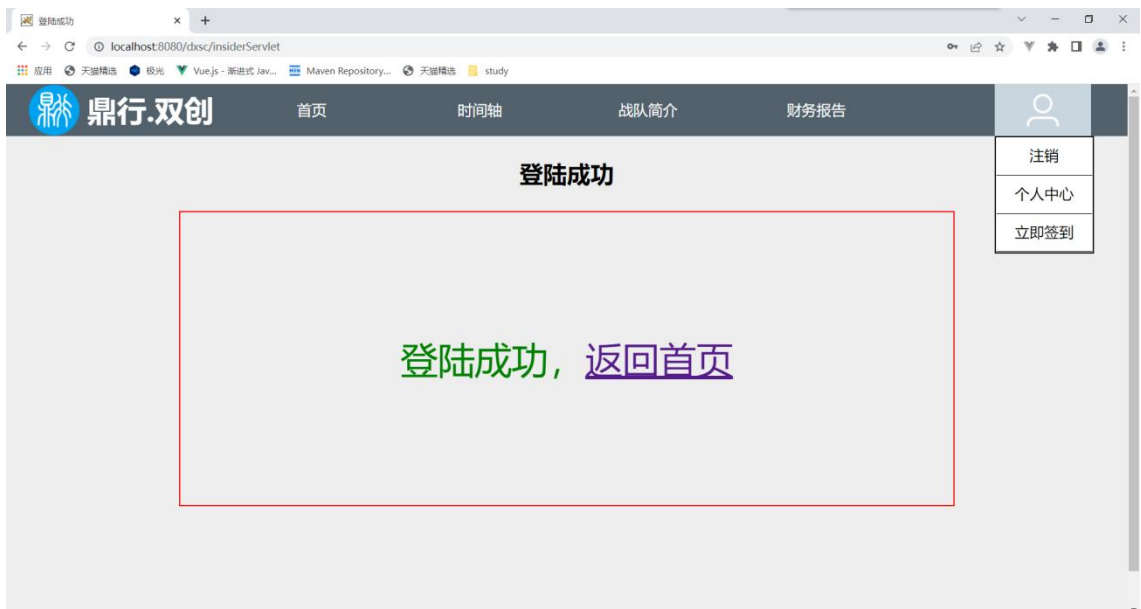 登陆成功
localhost:8080/dxsc/insiderServlet
应用 天猫精选 极光 Vue.js - 渐进式 Jav... Maven Repository... 天猫精选 study
鼎行.双创 首页 时间轴 战队简介 财务报告
注销
登陆成功
个人中心
立即签到
登陆成功，返回首页